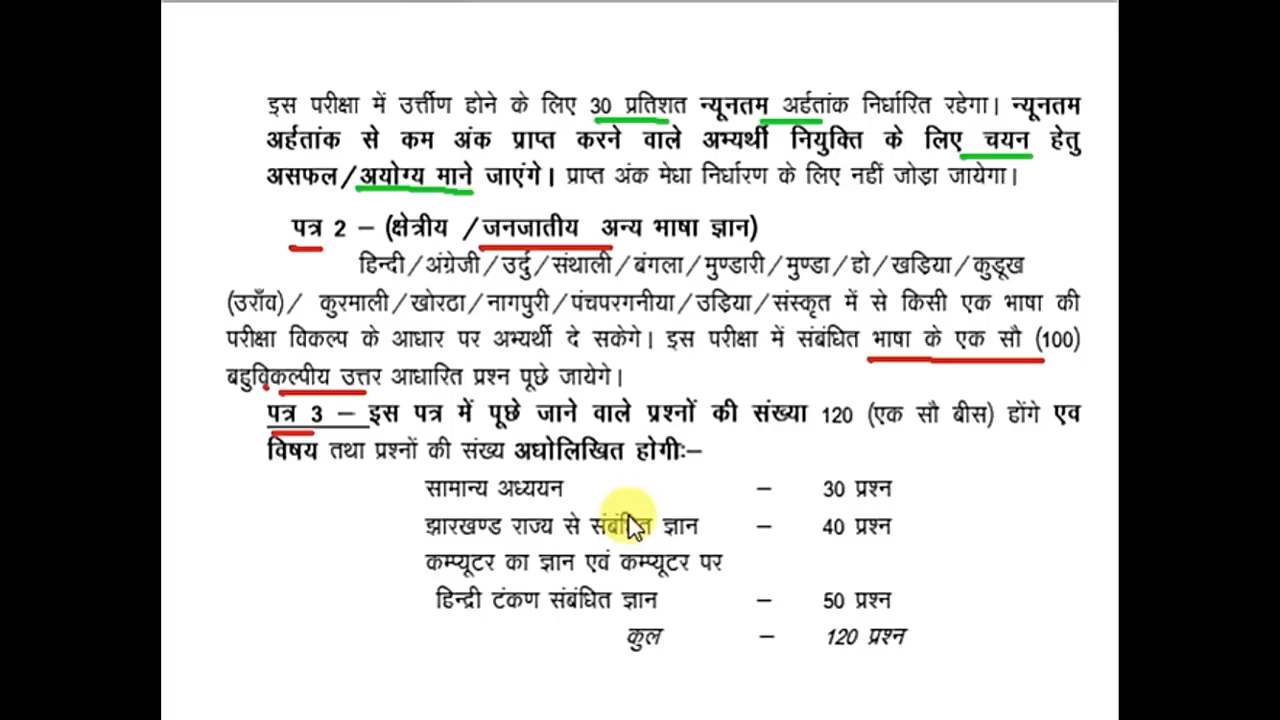 इस परीक्षा में उर्त्तीण होने के लिए 30 प्रतिशत न्यूनतम अर्हतांक निर्धारित रहेगा। न्यूनतम
अर्हतांक से कम अंक प्राप्त करने वाले अभ्यर्थी नियुक्ति के लिए चयन हेतु
असफल/अयोग्य माने जाएंगे। प्राप्त अंक मेधा निर्धारण के लिए नहीं जोड़ा जायेगा।
पत्र 2 – (क्षेत्रीय /जनजातीय अन्य भाषा ज्ञान)
हिन्दी/अंग्रेजी/उर्दु/संथाली/बंगला/मुण्डारी/मुण्डा/हो/खड़िया/कुडूख
(उराँव)/ कुरमाली/खोरठा/नागपुरी/पंचपरगनीया/उड़िया/संस्कृत में से किसी एक भाषा की
परीक्षा विकल्प के आधार पर अभ्यर्थी दे सकेगे। इस परीक्षा में संबंधित भाषा के एक सौ (100)
बहुविकल्पीय उत्तर आधारित प्रश्न पूछे जायेगे।
पत्र 3 – इस पत्र में पूछे जाने वाले प्रश्नों की संख्या 120 (एक सौ बीस) होंगे एव
विषय तथा प्रश्नों की संख्य अधोलिखित होगीः–
सामान्य अध्ययन – 30 प्रश्न
झारखण्ड राज्य से संबंधित ज्ञान – 40 प्रश्न
कम्प्यूटर का ज्ञान एवं कम्प्यूटर पर
हिन्द्री टंकण संबंधित ज्ञान – 50 प्रश्न
कुल – 120 प्रश्न